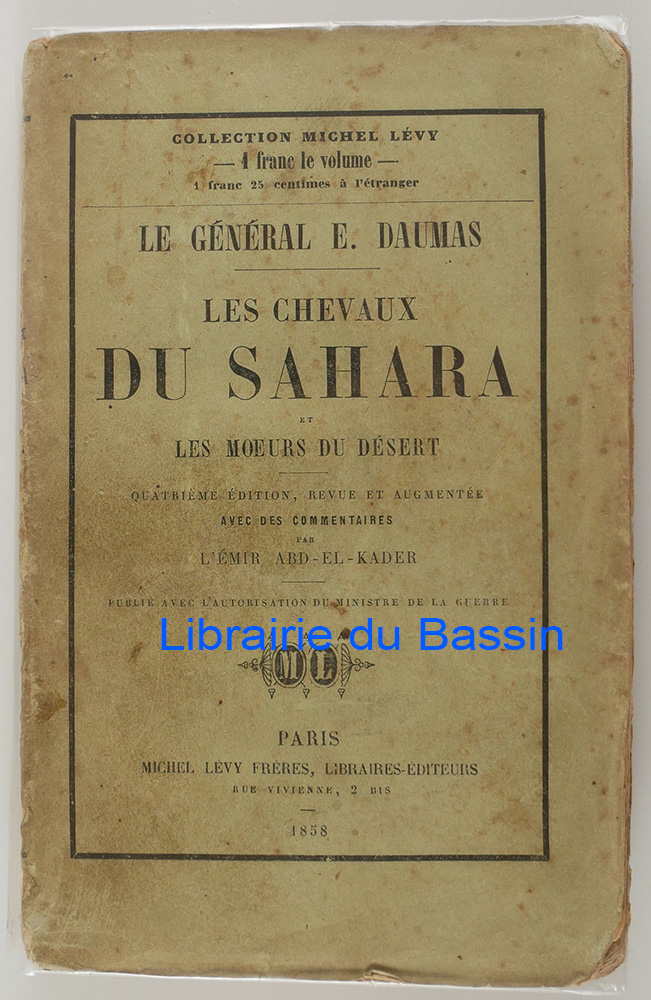 COLLECTION MICHEL LÉVY
— 1 franc le volume —
1 franc 25 centimes à l'étranger
LE GÉNÉRAL E. DAUMAS
LES CHEVAUX
DU SAHARA
ET
LES MŒURS DU DÉSERT
QUATRIÈME ÉDITION, REVUE ET AUGMENTÉE
AVEC DES COMMENTAIRES
PAR
L'ÉMIR ABD-EL-KADER
PUBLIÉ AVEC L'AUTORISATION DU MINISTRE DE LA GUERRE
Librairie du Bassin
ML
PARIS
MICHEL LÉVY FRÈRES, LIBRAIRES-ÉDITEURS
RUE VIVIENNE, 2 BIS
—
1858